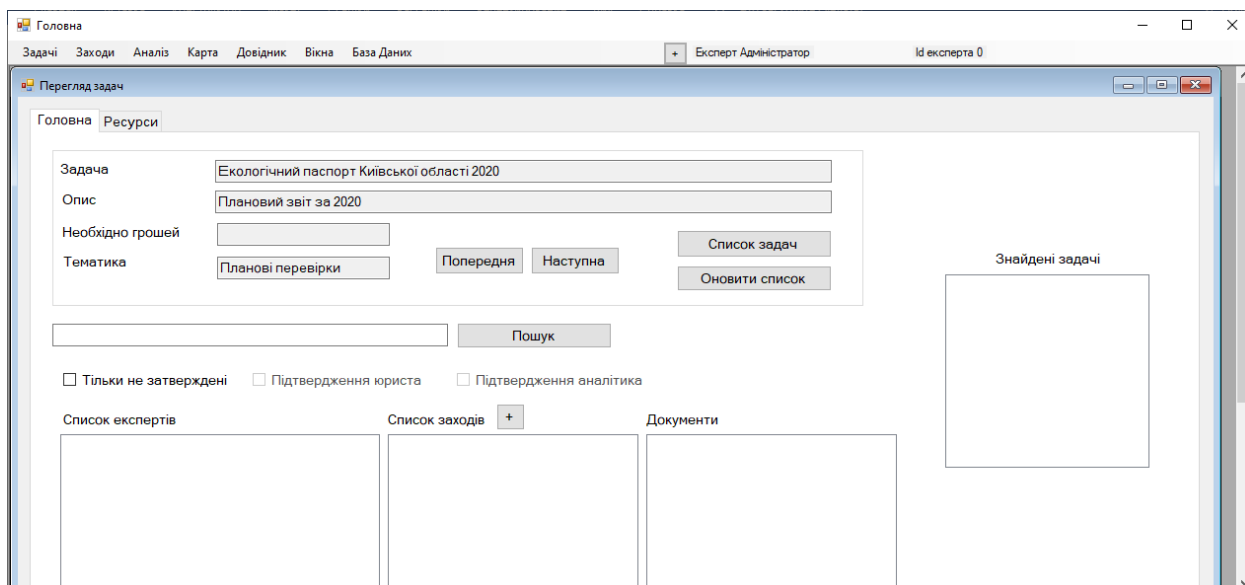 Головна
Задачі Заходи Аналіз Карта Довідник Вікна База Даних + Експерт Адміністратор Id експерта 0
Перегляд задач
Головна Ресурси
Задача Екологічний паспорт Київської області 2020
Опис Плановий звіт за 2020
Необхідно грошей
Тематика Планові перевірки
Попередня Наступна
Список задач
Оновити список
Знайдені задачі
Пошук
Тільки не затверджені Підтвердження юриста Підтвердження аналітика
Список експертів Список заходів + Документи